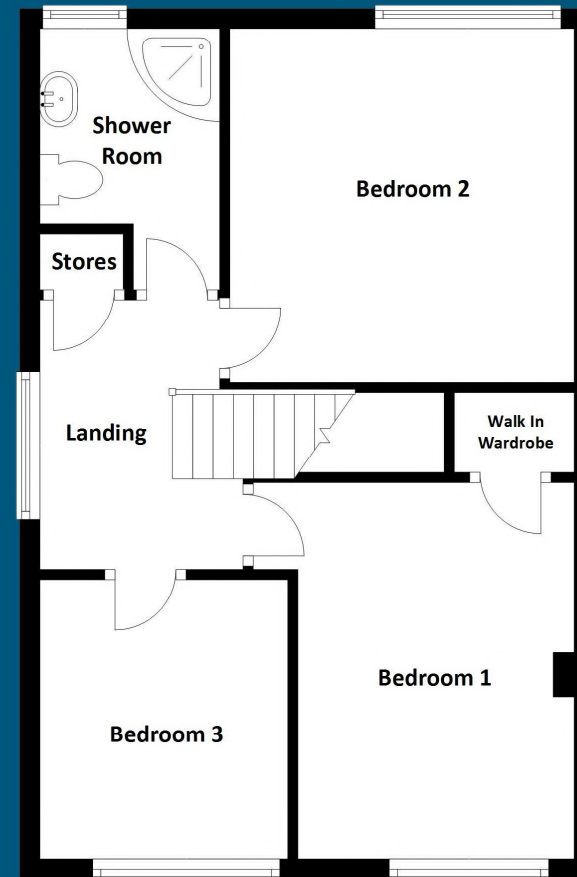 Shower
Room
Bedroom 2
Stores
Landing
Walk In
Wardrobe
Bedroom 1
Bedroom 3